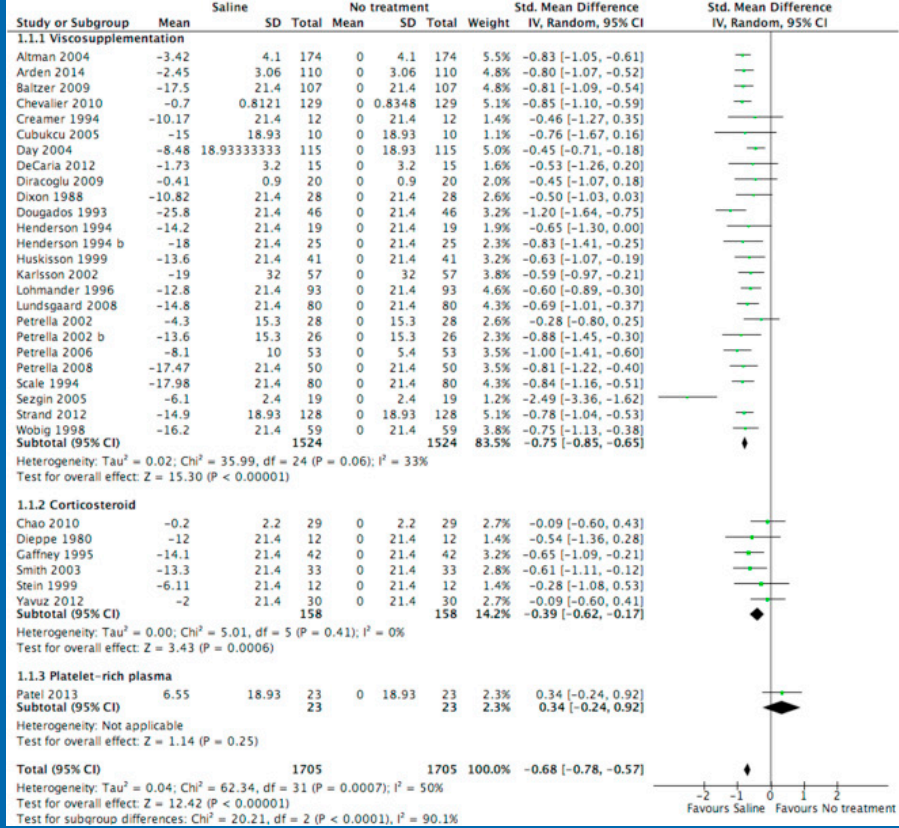 Saline No treatment Std. Mean Difference Std. Mean Difference
Study or Subgroup Mean SD Total Mean SD Total Weight IV, Random, 95% CI IV, Random, 95% CI
1.1.1 Viscosupplementation
Altman 2004 −3.42 4.1 174 0 4.1 174 5.5% −0.83 [−1.05, −0.61]
Arden 2014 −2.45 3.06 110 0 3.06 110 4.9% −0.80 [−1.07, −0.52]
Baltzer 2009 −17.5 21.4 107 0 21.4 107 4.8% −0.81 [−1.09, −0.54]
Chevalier 2010 −0.7 0.8121 129 0 0.8348 129 5.1% −0.85 [−1.10, −0.59]
Creamer 1994 −10.17 21.4 12 0 21.4 12 1.4% −0.46 [−1.27, 0.35]
Cubukcu 2005 −15 18.93 10 0 18.93 10 1.2% −0.76 [−1.67, 0.16]
Day 2004 −8.48 18.93333333 115 0 18.93 115 5.0% −0.45 [−0.71, −0.18]
DeCaria 2012 −1.73 3.2 15 0 3.2 15 1.7% −0.53 [−1.26, 0.20]
Diracoglu 2009 −0.41 0.9 20 0 0.9 20 2.1% −0.45 [−1.07, 0.18]
Dixon 1988 −10.82 21.4 28 0 21.4 28 2.6% −0.50 [−1.03, 0.03]
Dougados 1993 −25.8 21.4 46 0 21.4 46 3.2% −1.20 [−1.64, −0.75]
Henderson 1994 −14.2 21.4 19 0 21.4 19 1.9% −0.65 [−1.30, 0.00]
Henderson 1994 b −18 21.4 25 0 21.4 25 2.3% −0.83 [−1.41, −0.25]
Huskisson 1999 −13.6 21.4 41 0 21.4 41 3.2% −0.63 [−1.07, −0.19]
Karlsson 2002 −19 32 57 0 32 57 3.8% −0.59 [−0.97, −0.21]
Lohmander 1996 −12.8 21.4 93 0 21.4 93 4.6% −0.60 [−0.89, −0.30]
Lundsgaard 2008 −14.8 21.4 80 0 21.4 80 4.3% −0.69 [−1.01, −0.37]
Petrella 2002 −4.3 15.3 28 0 15.3 28 2.6% −0.28 [−0.80, 0.25]
Petrella 2002 b −13.6 15.3 26 0 15.3 26 2.3% −0.88 [−1.45, −0.30]
Petrella 2006 −8.1 10 53 0 5.4 53 3.5% −1.00 [−1.41, −0.60]
Petrella 2008 −17.47 21.4 50 0 21.4 50 3.5% −0.81 [−1.22, −0.40]
Scale 1994 −17.98 21.4 80 0 21.4 80 4.2% −0.84 [−1.16, −0.51]
Sezgin 2005 −6.1 2.4 19 0 2.4 19 1.2% −2.49 [−3.36, −1.62]
Strand 2012 −14.9 18.93 128 0 18.93 128 5.1% −0.78 [−1.04, −0.53]
Wobig 1998 −16.2 21.4 59 0 21.4 59 3.8% −0.75 [−1.13, −0.38]
Subtotal (95% CI) 1524 1524 83.5% −0.75 [−0.85, −0.65]
Heterogeneity: Tau² = 0.02; Chi² = 35.99, df = 24 (P = 0.06); I² = 33%
Test for overall effect: Z = 15.30 (P < 0.00001)
1.1.2 Corticosteroid
Chao 2010 −0.2 2.2 29 0 2.2 29 2.7% −0.09 [−0.60, 0.43]
Dieppe 1980 −12 21.4 12 0 21.4 12 1.4% −0.54 [−1.36, 0.28]
Gaffney 1995 −14.1 21.4 42 0 21.4 42 3.2% −0.65 [−1.09, −0.21]
Smith 2003 −13.3 21.4 33 0 21.4 33 2.8% −0.61 [−1.11, −0.12]
Stein 1999 −6.11 21.4 12 0 21.4 12 1.4% −0.28 [−1.08, 0.53]
Yavuz 2012 −2 21.4 30 0 21.4 30 2.7% −0.09 [−0.60, 0.41]
Subtotal (95% CI) 158 158 14.2% −0.39 [−0.62, −0.17]
Heterogeneity: Tau² = 0.00; Chi² = 5.01, df = 5 (P = 0.41); I² = 0%
Test for overall effect: Z = 3.43 (P = 0.0006)
1.1.3 Platelet−rich plasma
Patel 2013 6.55 18.93 23 0 18.93 23 2.3% 0.34 [−0.24, 0.92]
Subtotal (95% CI) 23 23 2.3% 0.34 [−0.24, 0.92]
Heterogeneity: Not applicable
Test for overall effect: Z = 1.14 (P = 0.25)
Total (95% CI) 1705 1705 100.0% −0.68 [−0.78, −0.57]
Heterogeneity: Tau² = 0.04; Chi² = 62.34, df = 31 (P = 0.0007); I² = 50%
Test for overall effect: Z = 12.42 (P < 0.00001)
Test for subgroup differences: Chi² = 20.21, df = 2 (P < 0.0001), I² = 90.1%
−2 −1 0 1 2
Favours Saline Favours No treatment